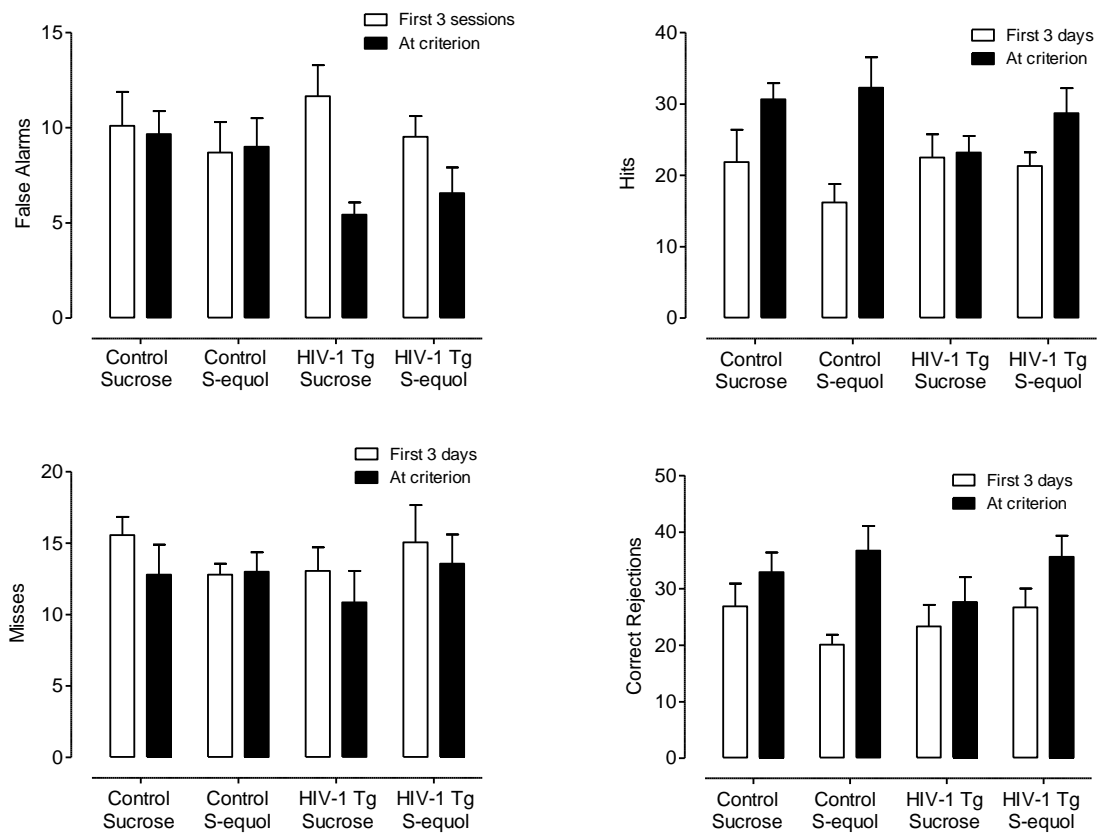 First 3 sessions
At criterion
15
10
5
0
False Alarms
Control
Sucrose
Control
S-equol
HIV-1 Tg
Sucrose
HIV-1 Tg
S-equol
First 3 days
At criterion
40
30
20
10
0
Hits
Control
Sucrose
Control
S-equol
HIV-1 Tg
Sucrose
HIV-1 Tg
S-equol
First 3 days
At criterion
20
15
10
5
0
Misses
Control
Sucrose
Control
S-equol
HIV-1 Tg
Sucrose
HIV-1 Tg
S-equol
First 3 days
At criterion
50
40
30
20
10
0
Correct Rejections
Control
Sucrose
Control
S-equol
HIV-1 Tg
Sucrose
HIV-1 Tg
S-equol